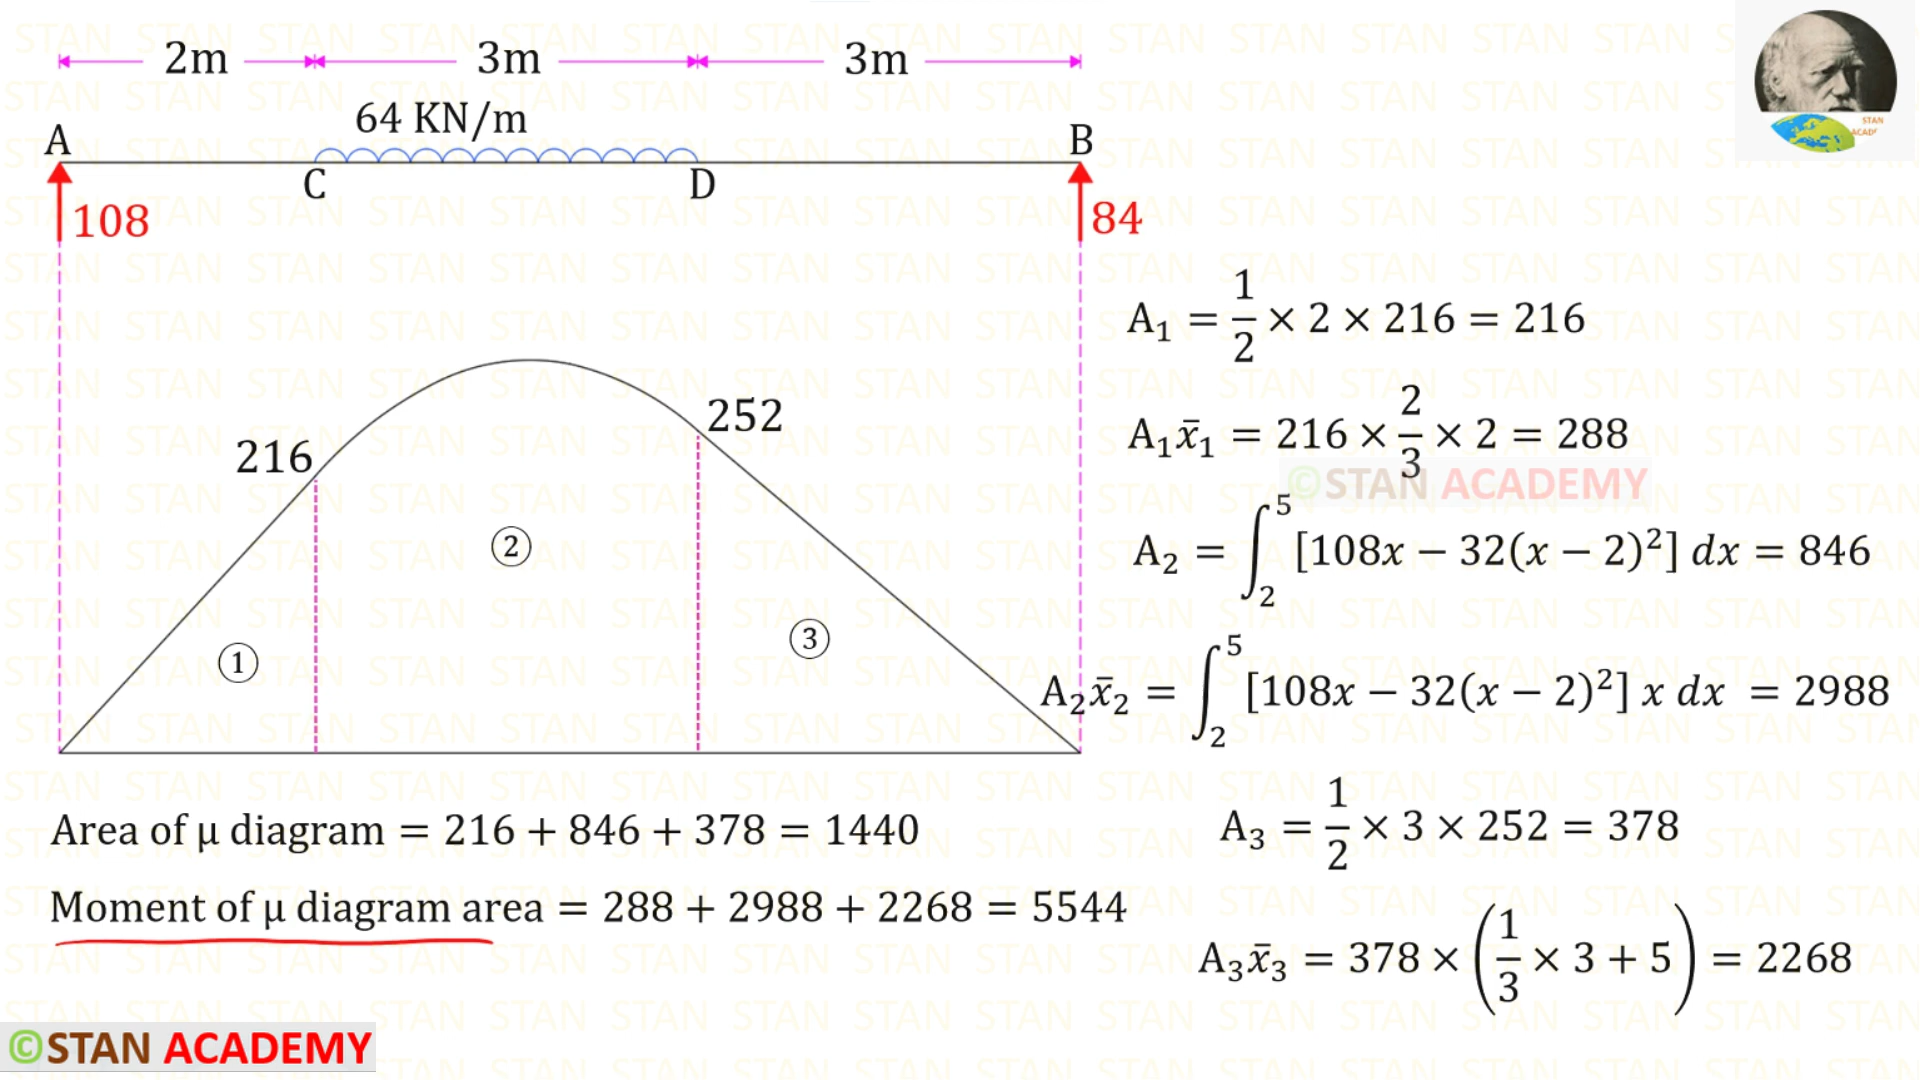 2m 3m 3m
64 KN/m
A B
C D
108 84
216 252
① ② ③
A₁ = 1/2 × 2 × 216 = 216
A₁x̄₁ = 216 × 2/3 × 2 = 288
©STAN ACADEMY
A₂ = ∫₂⁵ [108x − 32(x − 2)²] dx = 846
A₂x̄₂ = ∫₂⁵ [108x − 32(x − 2)²] x dx = 2988
A₃ = 1/2 × 3 × 252 = 378
A₃x̄₃ = 378 × (1/3 × 3 + 5) = 2268
Area of μ diagram = 216 + 846 + 378 = 1440
Moment of μ diagram area = 288 + 2988 + 2268 = 5544
©STAN ACADEMY
STAN